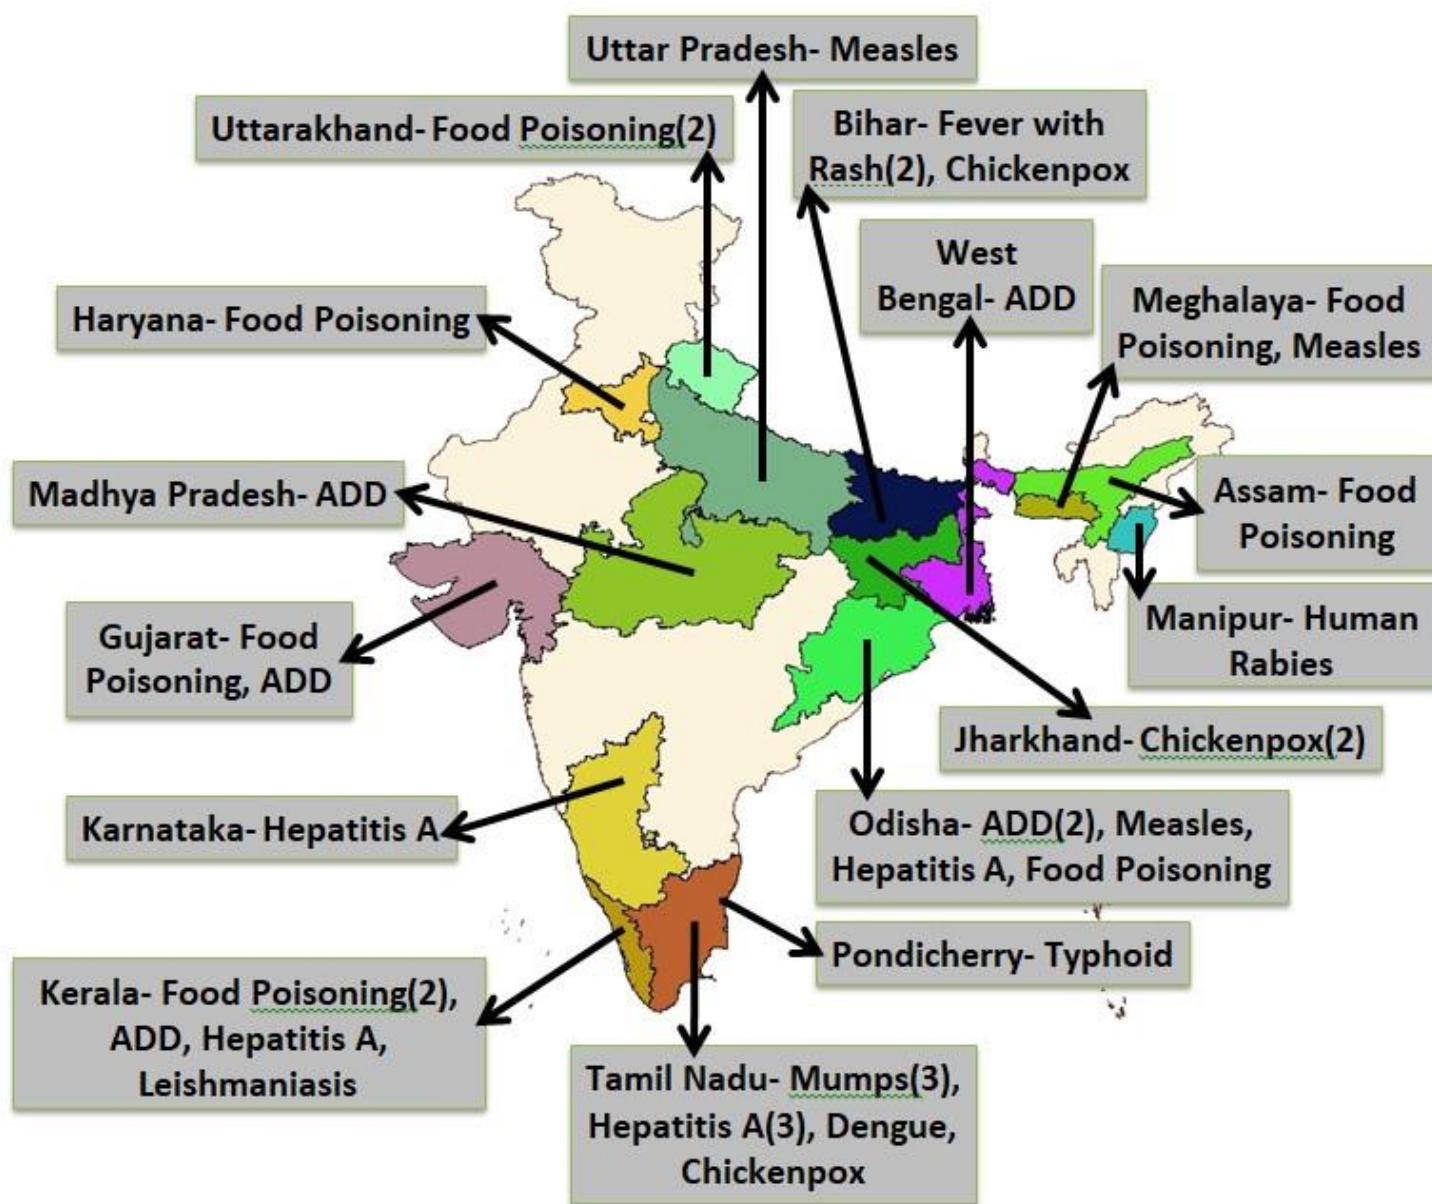 Uttar Pradesh- Measles
Uttarakhand- Food Poisoning(2)
Bihar- Fever with
Rash(2), Chickenpox
West
Bengal- ADD
Meghalaya- Food
Poisoning, Measles
Haryana- Food Poisoning
Madhya Pradesh- ADD
Assam- Food
Poisoning
Gujarat- Food
Poisoning, ADD
Manipur- Human
Rabies
Jharkhand- Chickenpox(2)
Karnataka- Hepatitis A
Odisha- ADD(2), Measles,
Hepatitis A, Food Poisoning
Pondicherry- Typhoid
Kerala- Food Poisoning(2),
ADD, Hepatitis A,
Leishmaniasis
Tamil Nadu- Mumps(3),
Hepatitis A(3), Dengue,
Chickenpox